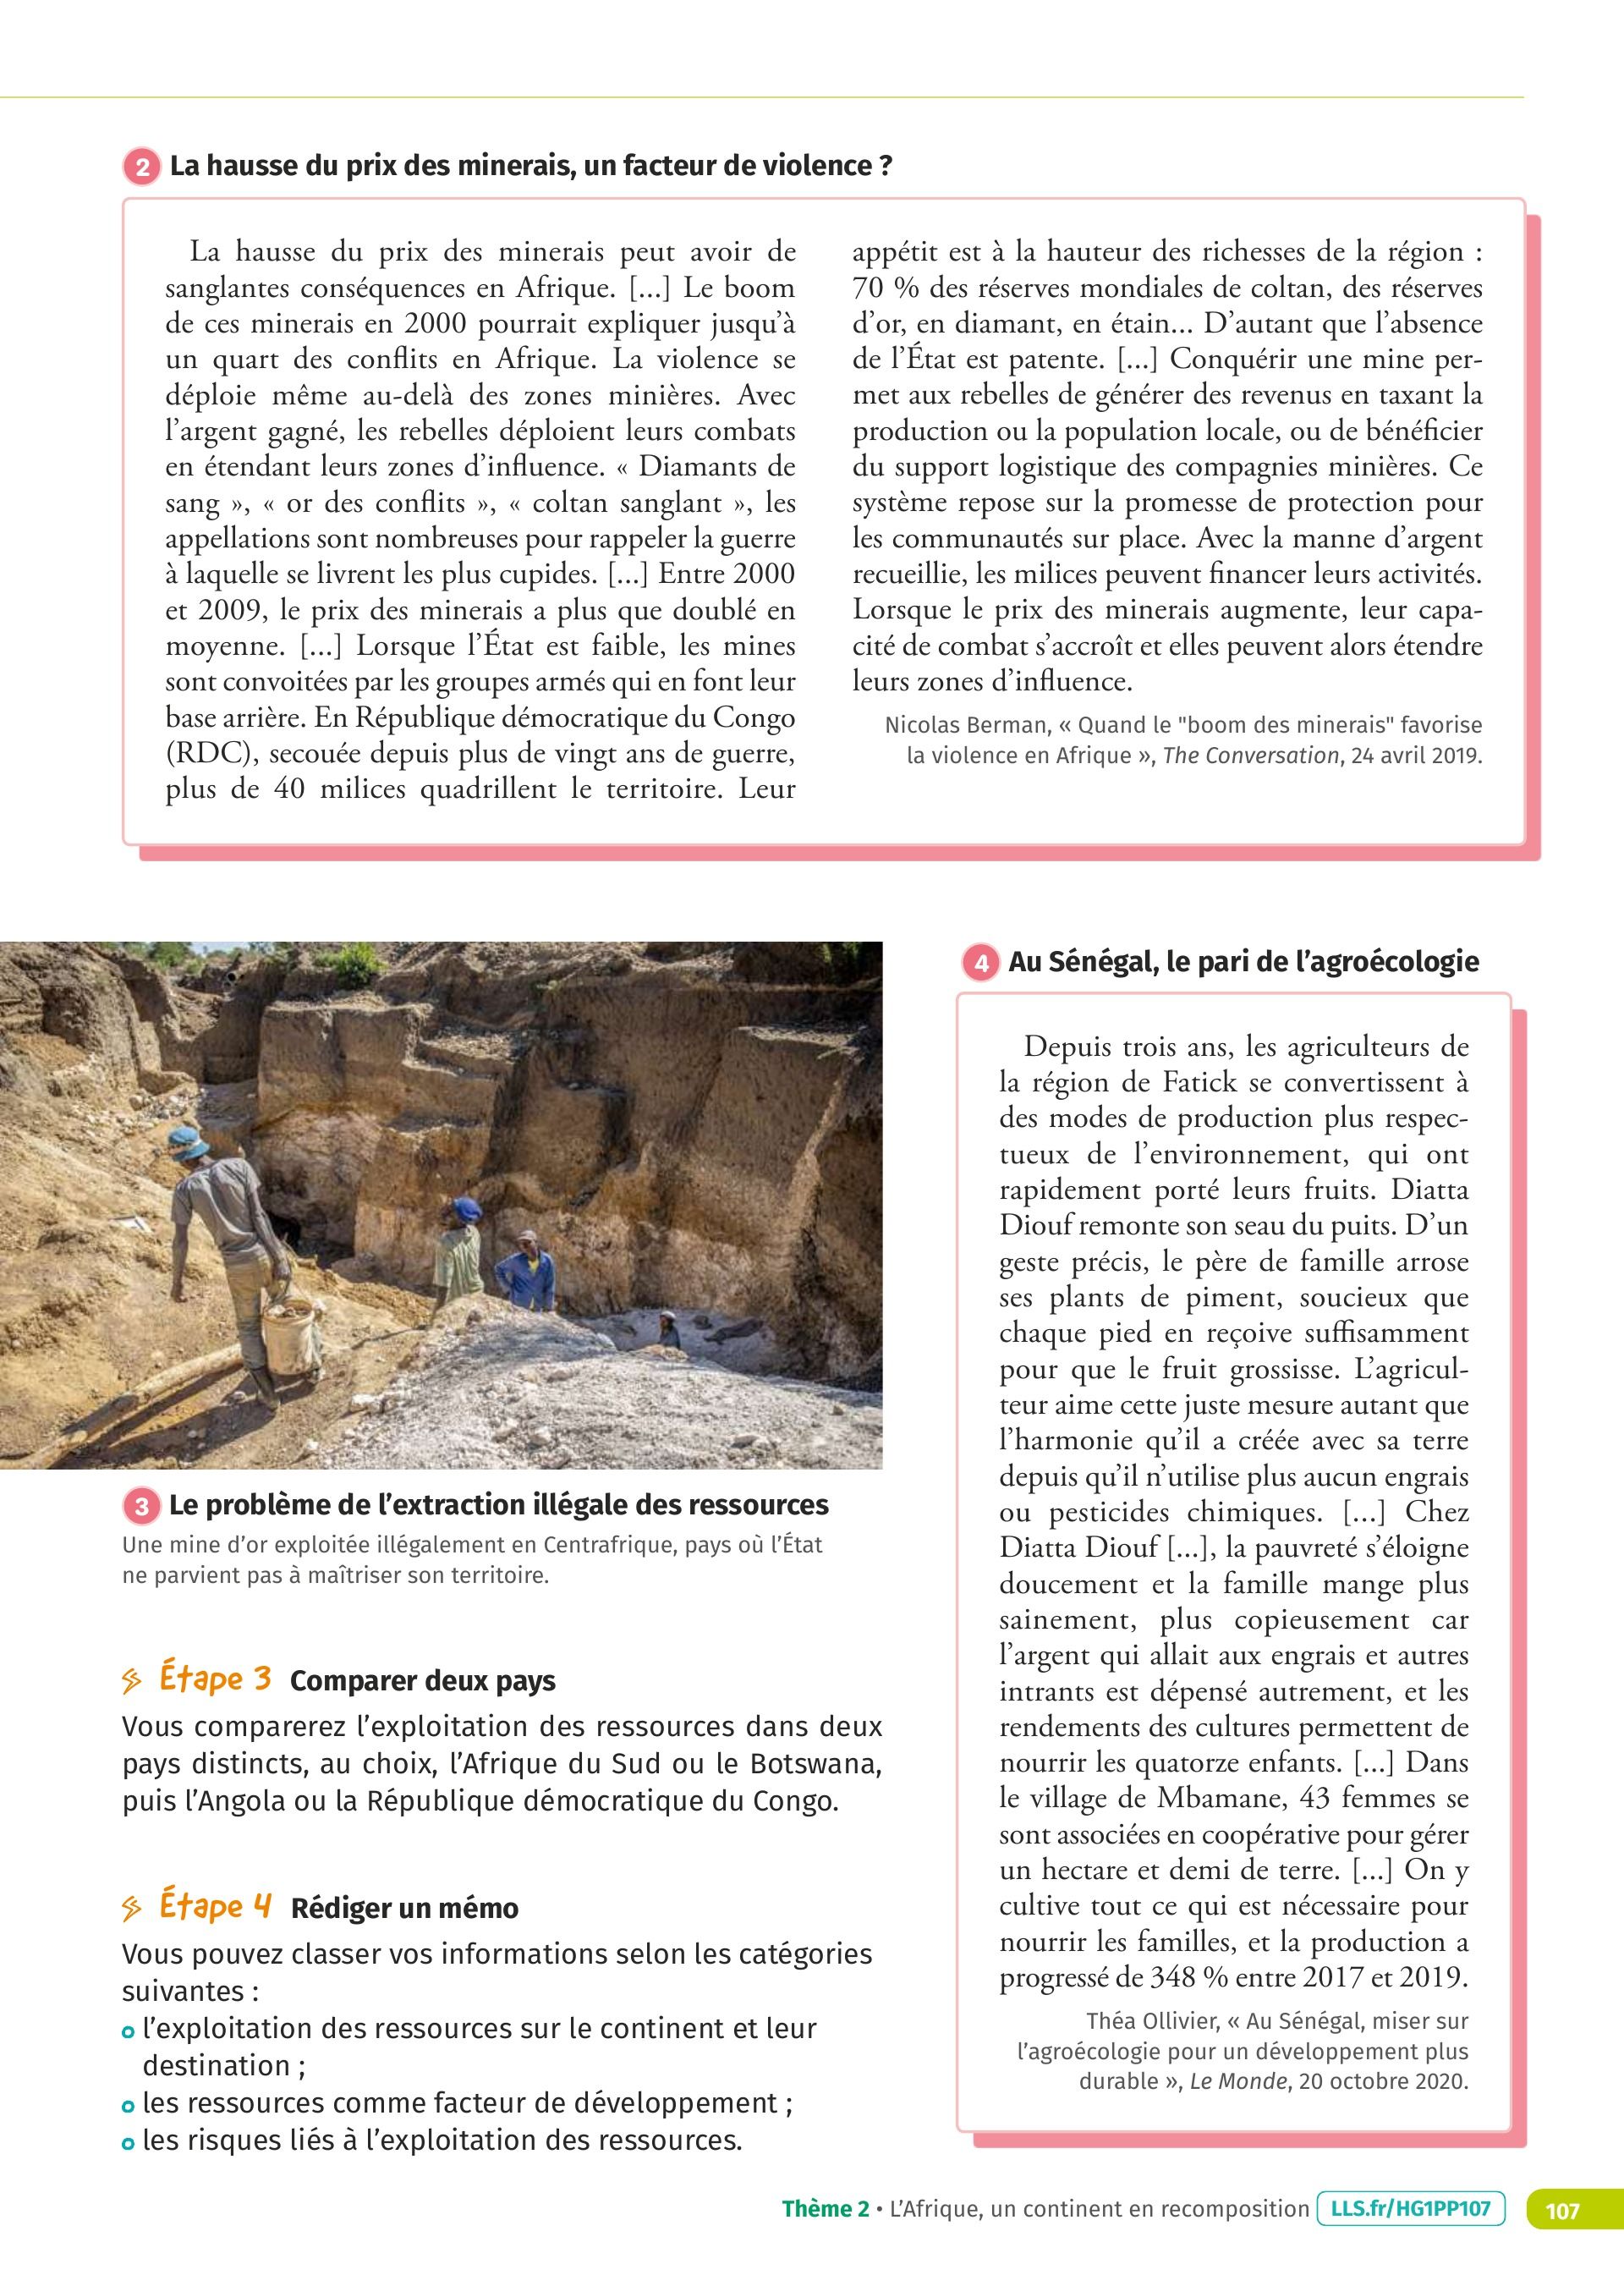 2 La hausse du prix des minerais, un facteur de violence ?
La hausse du prix des minerais peut avoir de
sanglantes conséquences en Afrique. [...] Le boom
de ces minerais en 2000 pourrait expliquer jusqu’à
un quart des conflits en Afrique. La violence se
déploie même au-delà des zones minières. Avec
l’argent gagné, les rebelles déploient leurs combats
en étendant leurs zones d’influence. « Diamants de
sang », « or des conflits », « coltan sanglant », les
appellations sont nombreuses pour rappeler la guerre
à laquelle se livrent les plus cupides. [...] Entre 2000
et 2009, le prix des minerais a plus que doublé en
moyenne. [...] Lorsque l’État est faible, les mines
sont convoitées par les groupes armés qui en font leur
base arrière. En République démocratique du Congo
(RDC), secouée depuis plus de vingt ans de guerre,
plus de 40 milices quadrillent le territoire. Leur
appétit est à la hauteur des richesses de la région :
70 % des réserves mondiales de coltan, des réserves
d’or, en diamant, en étain... D’autant que l’absence
de l’État est patente. [...] Conquérir une mine per-
met aux rebelles de générer des revenus en taxant la
production ou la population locale, ou de bénéficier
du support logistique des compagnies minières. Ce
système repose sur la promesse de protection pour
les communautés sur place. Avec la manne d’argent
recueillie, les milices peuvent financer leurs activités.
Lorsque le prix des minerais augmente, leur capa-
cité de combat s’accroît et elles peuvent alors étendre
leurs zones d’influence.
Nicolas Berman, « Quand le "boom des minerais" favorise
la violence en Afrique », The Conversation, 24 avril 2019.
3 Le problème de l’extraction illégale des ressources
Une mine d’or exploitée illégalement en Centrafrique, pays où l’État
ne parvient pas à maîtriser son territoire.
Étape 3 Comparer deux pays
Vous comparerez l’exploitation des ressources dans deux
pays distincts, au choix, l’Afrique du Sud ou le Botswana,
puis l’Angola ou la République démocratique du Congo.
Étape 4 Rédiger un mémo
Vous pouvez classer vos informations selon les catégories
suivantes :
l’exploitation des ressources sur le continent et leur
destination ;
les ressources comme facteur de développement ;
les risques liés à l’exploitation des ressources.
4 Au Sénégal, le pari de l’agroécologie
Depuis trois ans, les agriculteurs de
la région de Fatick se convertissent à
des modes de production plus respec-
tueux de l’environnement, qui ont
rapidement porté leurs fruits. Diatta
Diouf remonte son seau du puits. D’un
geste précis, le père de famille arrose
ses plants de piment, soucieux que
chaque pied en reçoive suffisamment
pour que le fruit grossisse. L’agricul-
teur aime cette juste mesure autant que
l’harmonie qu’il a créée avec sa terre
depuis qu’il n’utilise plus aucun engrais
ou pesticides chimiques. [...] Chez
Diatta Diouf [...], la pauvreté s’éloigne
doucement et la famille mange plus
sainement, plus copieusement car
l’argent qui allait aux engrais et autres
intrants est dépensé autrement, et les
rendements des cultures permettent de
nourrir les quatorze enfants. [...] Dans
le village de Mbamane, 43 femmes se
sont associées en coopérative pour gérer
un hectare et demi de terre. [...] On y
cultive tout ce qui est nécessaire pour
nourrir les familles, et la production a
progressé de 348 % entre 2017 et 2019.
Théa Ollivier, « Au Sénégal, miser sur
l’agroécologie pour un développement plus
durable », Le Monde, 20 octobre 2020.
Thème 2 • L’Afrique, un continent en recomposition LLS.fr/HG1PP107 107